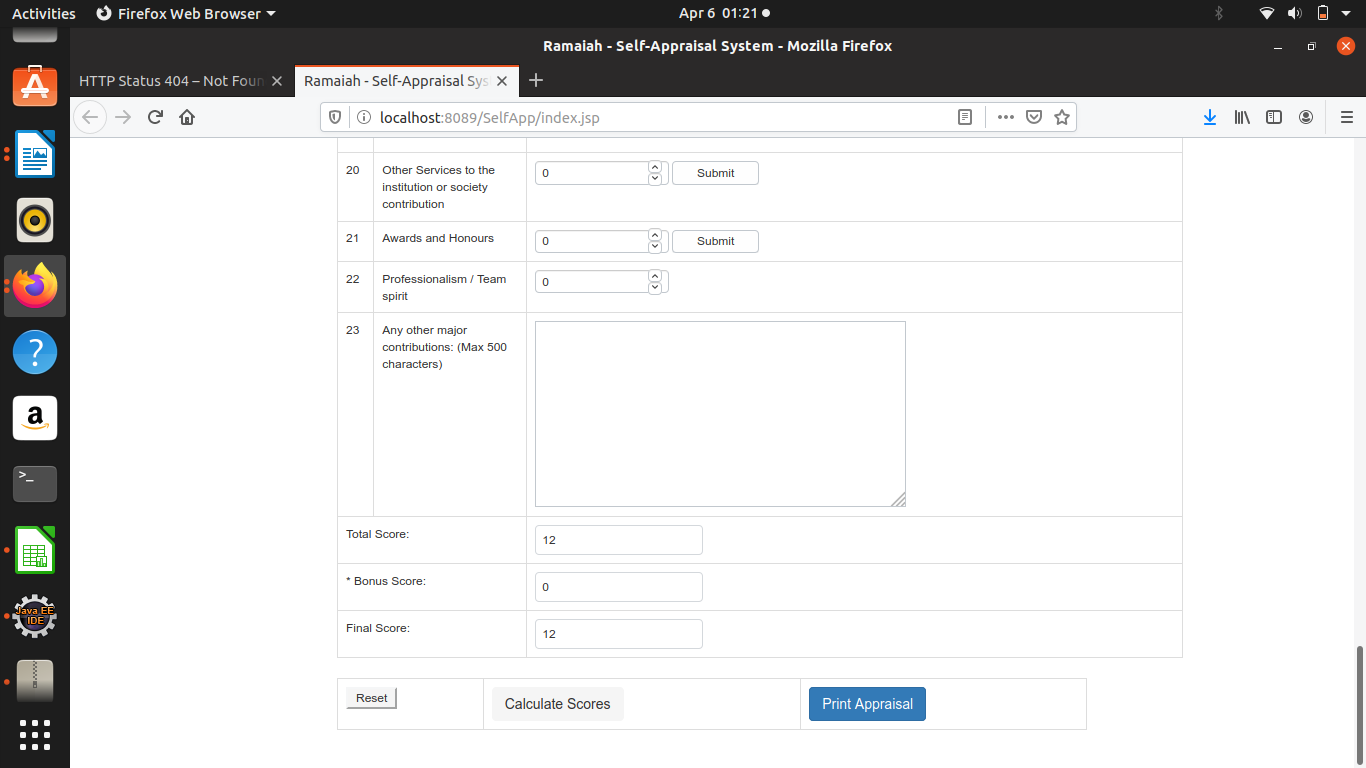 Activities Firefox Web Browser Apr 6 01:21
Ramaiah - Self-Appraisal System - Mozilla Firefox
HTTP Status 404 – Not Foun Ramaiah - Self-Appraisal Sys
localhost:8089/SelfApp/index.jsp
20 Other Services to the 0 Submit
institution or society
contribution
21 Awards and Honours 0 Submit
22 Professionalism / Team 0
spirit
23 Any other major
contributions: (Max 500
characters)
Total Score: 12
* Bonus Score: 0
Final Score: 12
Reset Calculate Scores Print Appraisal
?
a
>_
Java EE
IDE